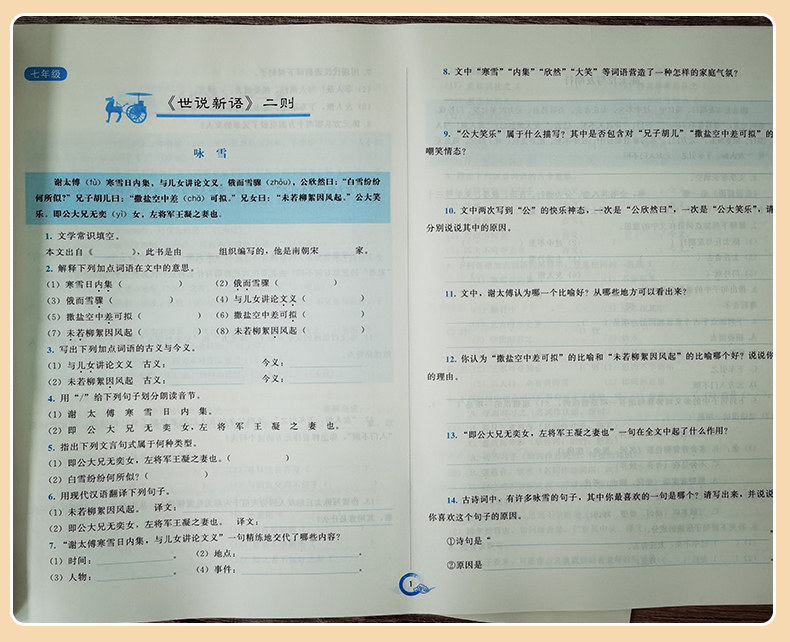 七年级
《世说新语》二则
咏 雪
谢太傅（fù）寒雪日内集，与儿女讲论文义。俄而雪骤（zhòu），公欣然曰：“白雪纷纷
何所似？”兄子胡儿曰：“撒盐空中差（chà）可拟。”兄女曰：“未若柳絮因风起。”公大笑
乐。即公大兄无奕（yì）女，左将军王凝之妻也。
1. 文学常识填空。
本文出自《 》，此书是由 组织编写的，他是南朝宋 家。
2. 解释下列加点词语在文中的意思。
（1）寒雪日内集（ ） （2）俄而雪骤（ ）
（3）俄而雪骤（ ） （4）与儿女讲论文义（ ）
（5）撒盐空中差可拟（ ） （6）撒盐空中差可拟（ ）
（7）未若柳絮因风起（ ） （8）未若柳絮因风起（ ）
3. 写出下列加点词语的古义与今义。
（1）与儿女讲论文义 古义： 今义：
（2）未若柳絮因风起 古义： 今义：
4. 用“/”给下列句子划分朗读音节。
（1）谢 太 傅 寒 雪 日 内 集。
（2）即 公 大 兄 无 奕 女，左 将 军 王 凝 之 妻 也。
5. 指出下列文言句式属于何种类型。
（1）即公大兄无奕女，左将军王凝之妻也。（ ）
（2）白雪纷纷何所似？（ ）
6. 用现代汉语翻译下列句子。
（1）未若柳絮因风起。 译文：
（2）即公大兄无奕女，左将军王凝之妻也。 译文：
7. “谢太傅寒雪日内集，与儿女讲论文义”一句精练地交代了哪些内容？
（1）时间： 。 （2）地点： 。
（3）人物： 。 （4）事件： 。
8. 文中“寒雪”“内集”“欣然”“大笑”等词语营造了一种怎样的家庭气氛？
9. “公大笑乐”属于什么描写？其中是否包含对“兄子胡儿”“撒盐空中差可拟”的
嘲笑情态？
10. 文中两次写到“公”的快乐神态，一次是“公欣然曰”，一次是“公大笑乐”，请
分别说说其中的原因。
11. 文中，谢太傅认为哪一个比喻好？从哪些地方可以看出来？
12. 你认为“撒盐空中差可拟”的比喻和“未若柳絮因风起”的比喻哪个好？说说你
的理由。
13. “即公大兄无奕女，左将军王凝之妻也”一句在全文中起了什么作用？
14. 古诗词中，有许多咏雪的句子，其中你最喜欢的一句是哪个？请写出来，并说说
你喜欢这个句子的原因。
①诗句是“
②原因是
1